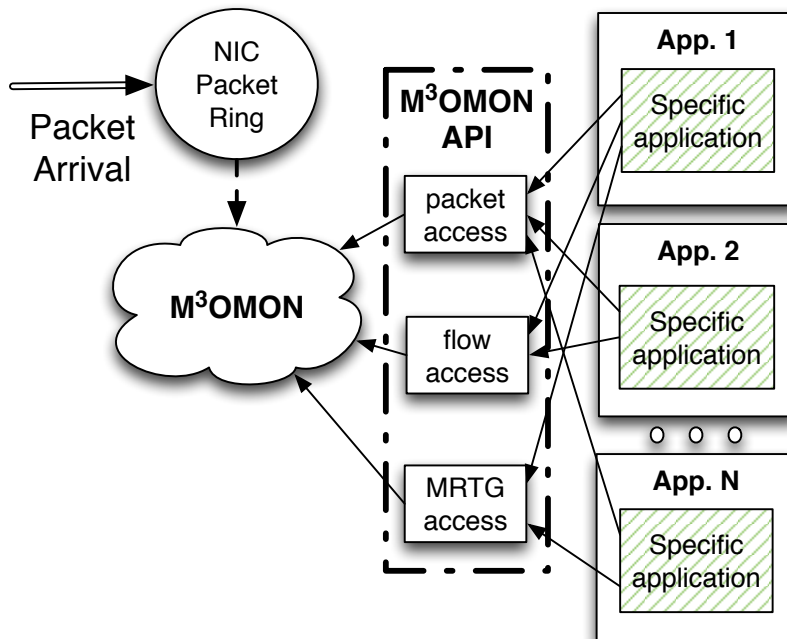 NIC
Packet
Ring
Packet
Arrival
M³OMON
M³OMON
API
packet
access
flow
access
MRTG
access
App. 1
Specific
application
App. 2
Specific
application
App. N
Specific
application